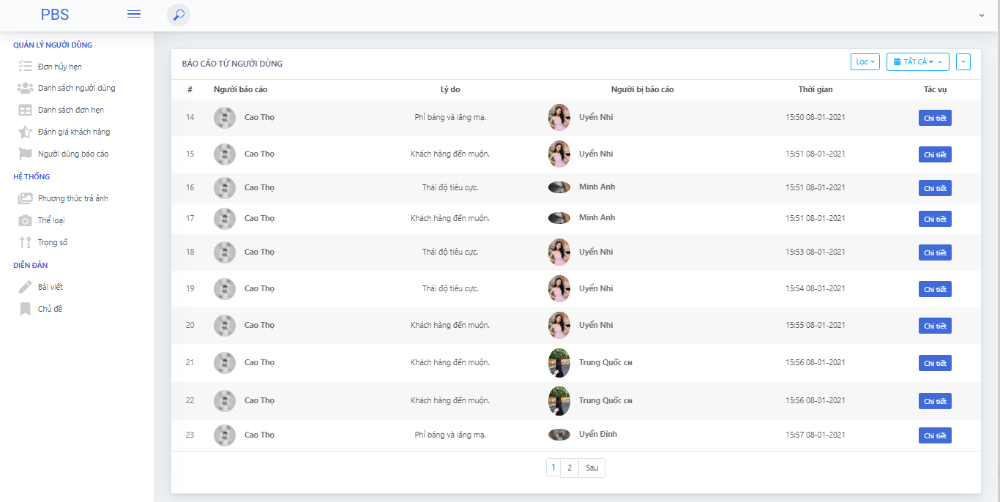 PBS
QUẢN LÝ NGƯỜI DÙNG
Đơn hủy hẹn
Danh sách người dùng
Danh sách đơn hẹn
Đánh giá khách hàng
Người dùng báo cáo
HỆ THỐNG
Phương thức trả ảnh
Thể loại
Trọng số
DIỄN ĐÀN
Bài viết
Chủ đề
BÁO CÁO TỪ NGƯỜI DÙNG
Lọc TẤT CẢ
# Người báo cáo Lý do Người bị báo cáo Thời gian Tác vụ
14 Cao Thọ Phỉ báng và lăng mạ. Uyển Nhi 15:50 08-01-2021 Chi tiết
15 Cao Thọ Khách hàng đến muộn. Uyển Nhi 15:51 08-01-2021 Chi tiết
16 Cao Thọ Thái độ tiêu cực. Minh Anh 15:51 08-01-2021 Chi tiết
17 Cao Thọ Khách hàng đến muộn. Minh Anh 15:51 08-01-2021 Chi tiết
18 Cao Thọ Thái độ tiêu cực. Uyển Nhi 15:53 08-01-2021 Chi tiết
19 Cao Thọ Thái độ tiêu cực. Uyển Nhi 15:54 08-01-2021 Chi tiết
20 Cao Thọ Khách hàng đến muộn. Uyển Nhi 15:55 08-01-2021 Chi tiết
21 Cao Thọ Khách hàng đến muộn. Trung Quốc CN 15:56 08-01-2021 Chi tiết
22 Cao Thọ Khách hàng đến muộn. Trung Quốc CN 15:56 08-01-2021 Chi tiết
23 Cao Thọ Phỉ báng và lăng mạ. Uyển Đình 15:57 08-01-2021 Chi tiết
1 2 Sau